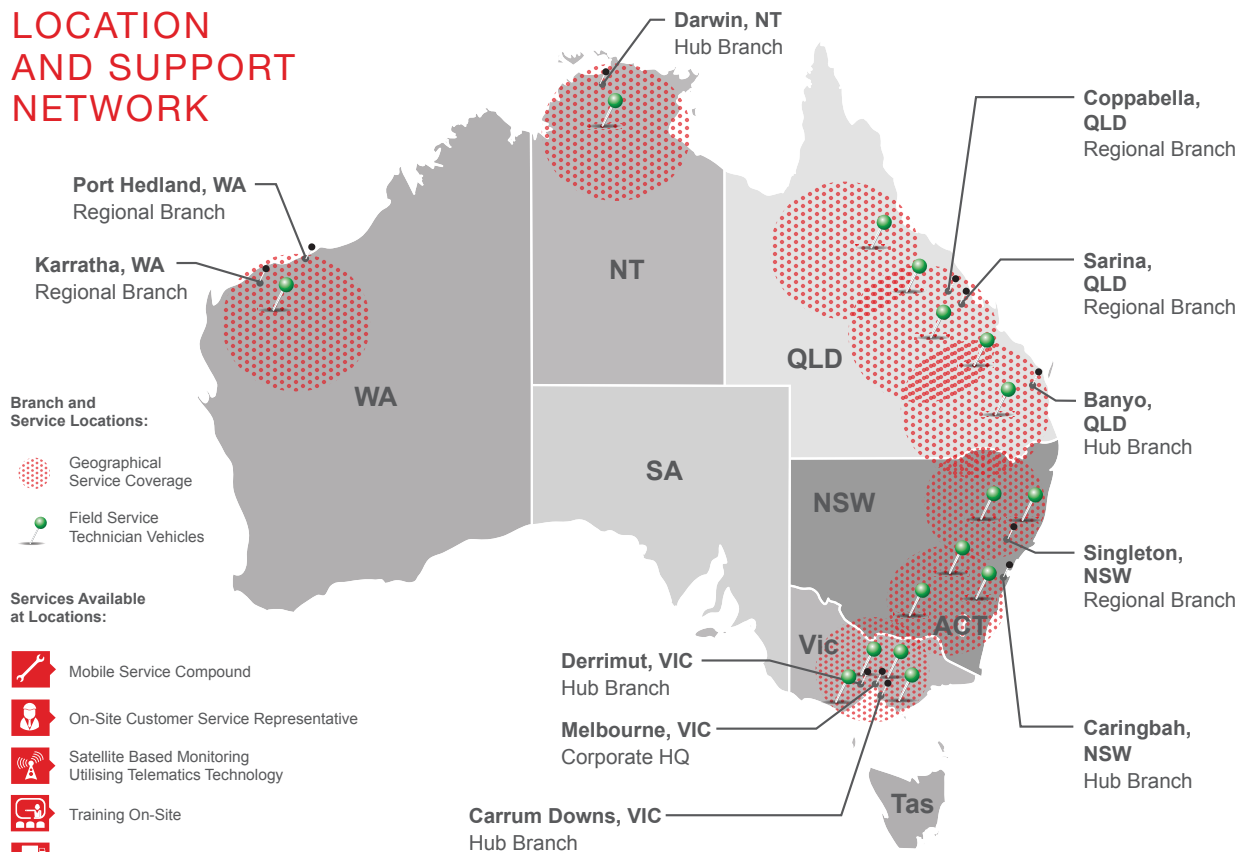 LOCATION
AND SUPPORT
NETWORK
Darwin, NT
Hub Branch
Coppabella,
QLD
Regional Branch
Port Hedland, WA
Regional Branch
Karratha, WA
Regional Branch
Sarina,
QLD
Regional Branch
NT
QLD
WA
Banyo,
QLD
Hub Branch
SA
NSW
Singleton,
NSW
Regional Branch
ACT
Vic
Derrimut, VIC
Hub Branch
Melbourne, VIC
Corporate HQ
Caringbah,
NSW
Hub Branch
Carrum Downs, VIC
Hub Branch
Tas
Branch and
Service Locations:
Geographical
Service Coverage
Field Service
Technician Vehicles
Services Available
at Locations:
Mobile Service Compound
On-Site Customer Service Representative
Satellite Based Monitoring
Utilising Telematics Technology
Training On-Site